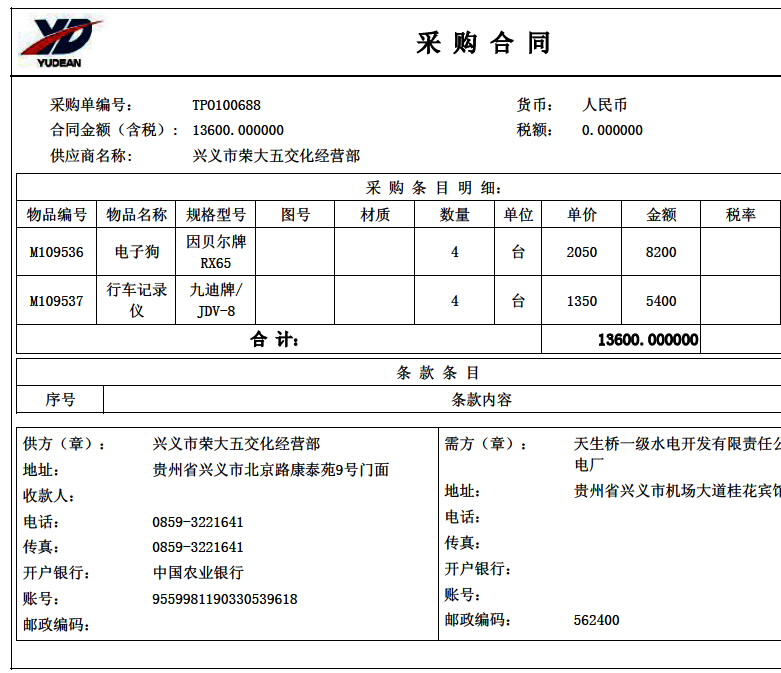 YD
YUDEAN
采 购 合 同
采购单编号: TPO100688 货币: 人民币
合同金额（含税）: 13600.000000 税额: 0.000000
供应商名称: 兴义市荣大五交化经营部
采 购 条 目 明 细:
物品编号 物品名称 规格型号 图号 材质 数量 单位 单价 金额 税率
M109536 电子狗 因贝尔牌 RX65 4 台 2050 8200
M109537 行车记录仪 九迪牌/JDV-8 4 台 1350 5400
合 计: 13600.000000
条 款 条 目
序号 条款内容
供方（章）: 兴义市荣大五交化经营部
地址: 贵州省兴义市北京路康泰苑9号门面
收款人:
电话: 0859-3221641
传真: 0859-3221641
开户银行: 中国农业银行
账号: 9559981190330539618
邮政编码:
需方（章）: 天生桥一级水电开发有限责任公
电厂
地址: 贵州省兴义市机场大道桂花宾馆
电话:
传真:
开户银行:
账号:
邮政编码: 562400